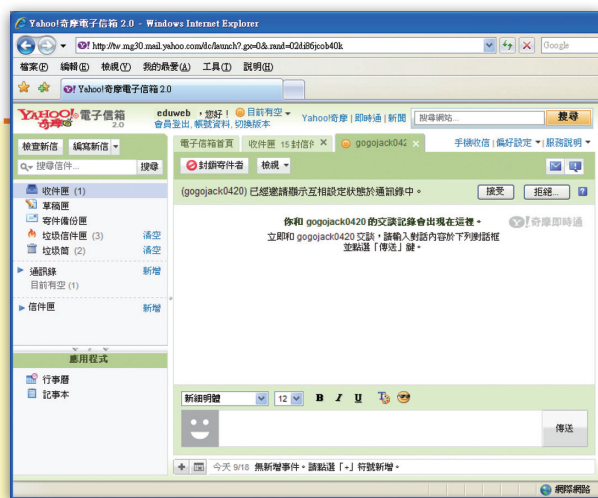 Yahoo!奇摩電子信箱 2.0 - Windows Internet Explorer
http://tw.mg30.mail.yahoo.com/dc/launch?.gx=0&.rand=02di86jcob40k
Google
檔案(F) 編輯(E) 檢視(V) 我的最愛(A) 工具(T) 說明(H)
Yahoo!奇摩電子信箱 2.0
YAHOO!奇摩 電子信箱 2.0
eduweb ,您好! 目前有空
會員登出, 帳號資料, 切換版本
Yahoo!奇摩 | 即時通 | 新聞
搜尋網站...
搜尋
檢查新信 編寫新信
電子信箱首頁 收件匣 15 封信件 gogojack042
手機收信 | 偏好設定 | 服務說明
搜尋信件... 搜尋
封鎖寄件者 檢視
收件匣 (1)
草稿匣
寄件備份匣
垃圾信件匣 (3) 清空
垃圾筒 (2) 清空
通訊錄 新增
目前有空 (1)
信件匣 新增
應用程式
行事曆
記事本
(gogojack0420) 已經邀請顯示互相設定狀態於通訊錄中。 接受 拒絕...
你和 gogojack0420 的交談記錄會出現在這裡。
Y!奇摩即時通
立即和 gogojack0420 交談,請輸入對話內容於下列對話框
並點選「傳送」鍵。
新細明體 12 B I U
傳送
今天 9/18 無新增事件。請點選「+」符號新增。
網際網路